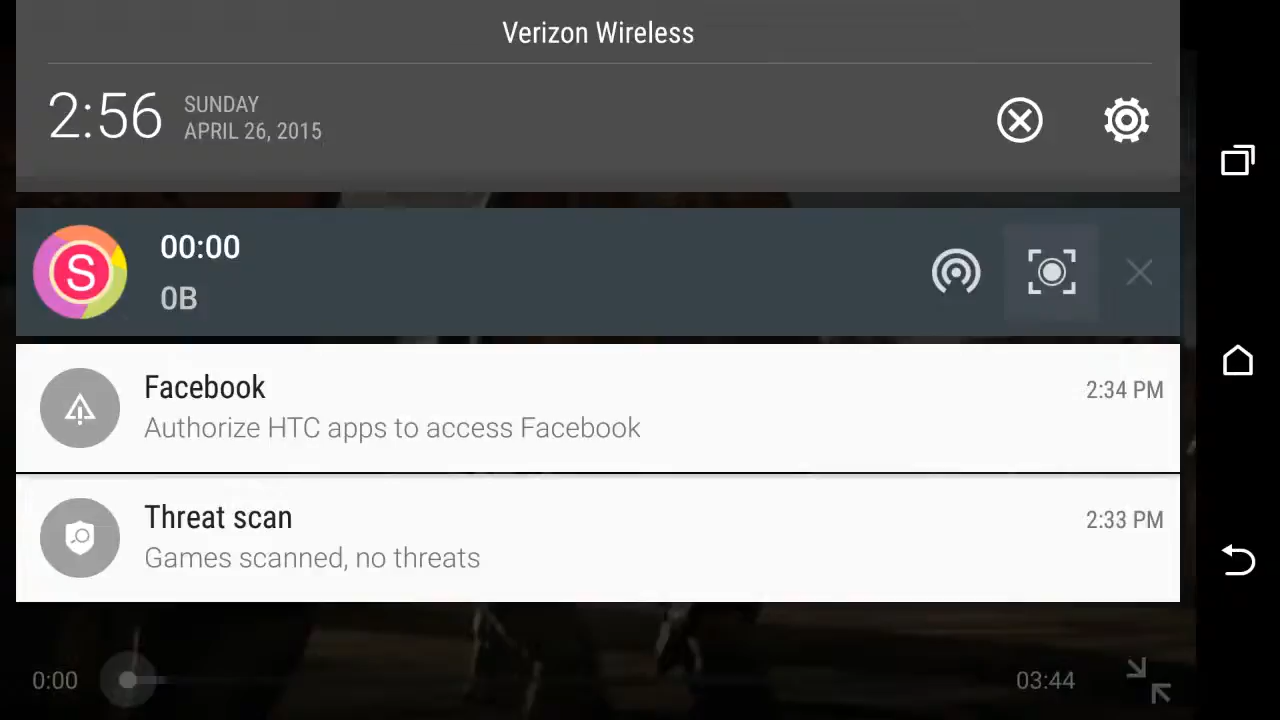 Verizon Wireless
2:56
SUNDAY
APRIL 26, 2015
S
00:00
0B
Facebook
2:34 PM
Authorize HTC apps to access Facebook
Threat scan
2:33 PM
Games scanned, no threats
0:00
03:44